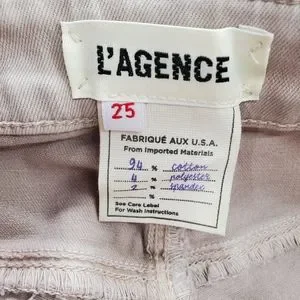 L'AGENCE
25
FABRIQUÉ AUX U.S.A.
From Imported Materials
94 % cotton
4 % polyester
2 % spandex
See Care Label
For Wash Instructions